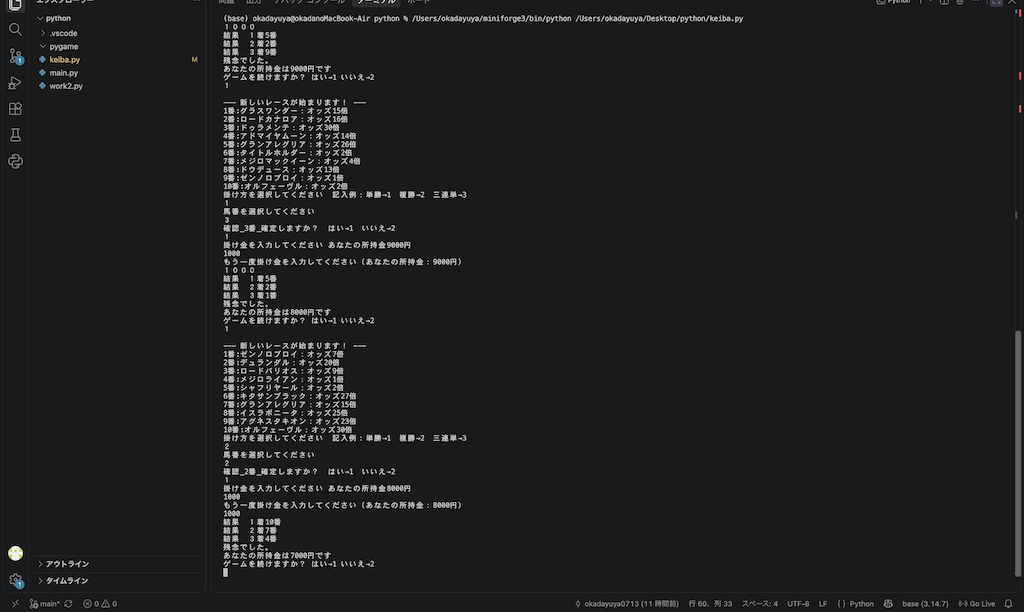 python
.vscode
pygame
keiba.py M
main.py
work2.py
アウトライン
タイムライン
(base) okadayuya@okadanoMacBook-Air python % /Users/okadayuya/miniforge3/bin/python /Users/okadayuya/Desktop/python/keiba.py
１０００
結果　1着5番
結果　2着2番
結果　3着9番
残念でした。
あなたの所持金は9000円です
ゲームを続けますか？ はい→1 いいえ→2
1
--- 新しいレースが始まります！ ---
1番:グラスワンダー：オッズ15倍
2番:ロードカナロア：オッズ16倍
3番:ドゥラメンテ：オッズ30倍
4番:アドマイヤムーン：オッズ14倍
5番:グランアレグリア：オッズ26倍
6番:タイトルホルダー：オッズ2倍
7番:メジロマックイーン：オッズ4倍
8番:ドウデュース：オッズ13倍
9番:ゼンノロブロイ：オッズ1倍
10番:オルフェーヴル：オッズ2倍
掛け方を選択してください　記入例：単勝→1　複勝→2　三連単→3
1
馬番を選択してください
3
確認_3番_確定しますか？　はい→1　いいえ→2
1
掛け金を入力してください あなたの所持金9000円
1000
もう一度掛け金を入力してください（あなたの所持金：9000円）
１０００
結果　1着5番
結果　2着2番
結果　3着1番
残念でした。
あなたの所持金は8000円です
ゲームを続けますか？ はい→1 いいえ→2
1
--- 新しいレースが始まります！ ---
1番:ゼンノロブロイ：オッズ7倍
2番:デュランダル：オッズ20倍
3番:ロードバリオス：オッズ9倍
4番:メジロライアン：オッズ1倍
5番:シャフリヤール：オッズ2倍
6番:キタサンブラック：オッズ27倍
7番:グランアレグリア：オッズ15倍
8番:イスラボニータ：オッズ25倍
9番:アグネスタキオン：オッズ23倍
10番:オルフェーヴル：オッズ30倍
掛け方を選択してください　記入例：単勝→1　複勝→2　三連単→3
2
馬番を選択してください
2
確認_2番_確定しますか？　はい→1　いいえ→2
1
掛け金を入力してください あなたの所持金8000円
1000
もう一度掛け金を入力してください（あなたの所持金：8000円）
1000
結果　1着10番
結果　2着7番
結果　3着4番
残念でした。
あなたの所持金は7000円です
ゲームを続けますか？ はい→1 いいえ→2
main* 0 0 okadayuya0713 (11 時間前) 行 60、列 33 スペース: 4 UTF-8 LF { } Python base (3.14.7) Go Live